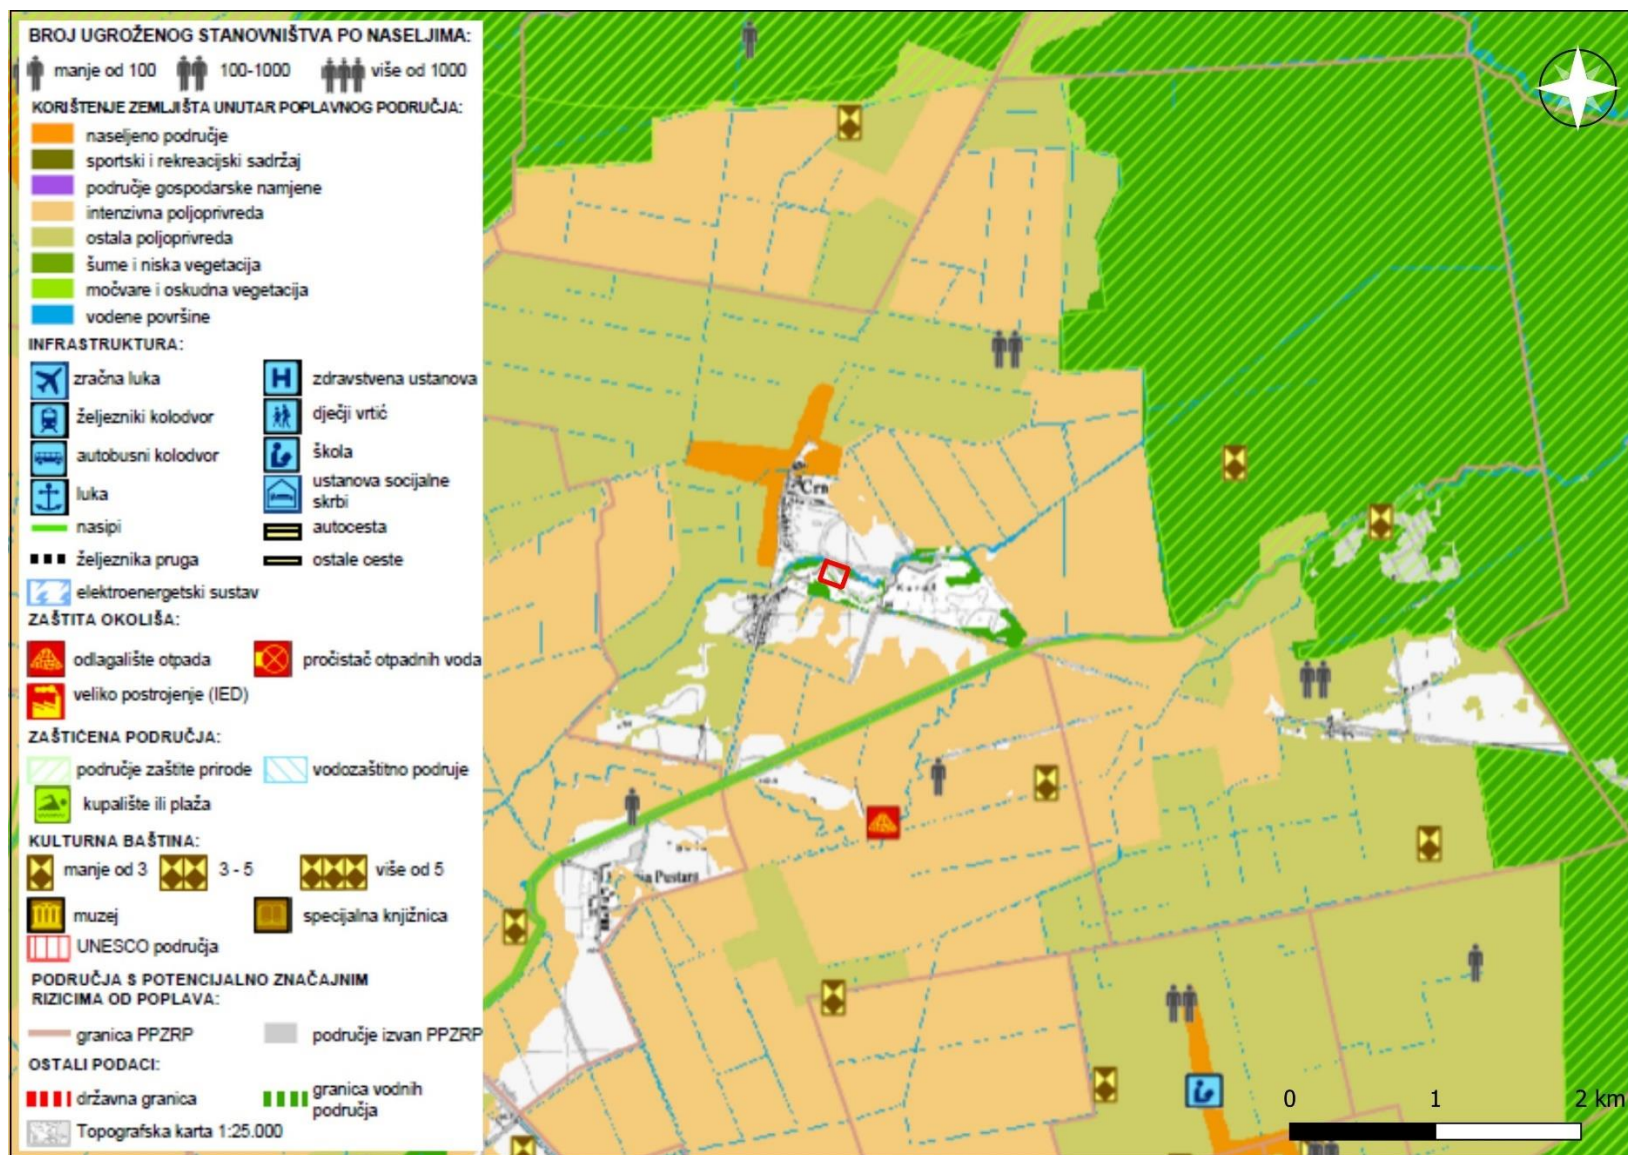 BROJ UGROŽENOG STANOVNIŠTVA PO NASELJIMA:
manje od 100 100-1000 više od 1000
KORIŠTENJE ZEMLJIŠTA UNUTAR POPLAVNOG PODRUČJA:
naseljeno područje
sportski i rekreacijski sadržaj
područje gospodarske namjene
intenzivna poljoprivreda
ostala poljoprivreda
šume i niska vegetacija
močvare i oskudna vegetacija
vodene površine
INFRASTRUKTURA:
zračna luka
H zdravstvena ustanova
željezniki kolodvor
dječji vrtić
autobusni kolodvor
škola
luka
ustanova socijalne
skrbi
nasipi
autocesta
željeznika pruga
ostale ceste
elektroenergetski sustav
ZAŠTITA OKOLIŠA:
odlagalište otpada
pročistač otpadnih voda
veliko postrojenje (IED)
ZAŠTIĆENA PODRUČJA:
područje zaštite prirode
vodozaštitno podruje
kupalište ili plaža
KULTURNA BAŠTINA:
manje od 3 3 - 5 više od 5
muzej
specijalna knjižnica
UNESCO područja
PODRUČJA S POTENCIJALNO ZNAČAJNIM
RIZICIMA OD POPLAVA:
granica PPZRP
područje izvan PPZRP
OSTALI PODACI:
državna granica
granica vodnih
područja
Topografska karta 1:25.000
Crn
Pustara
0 1 2 km